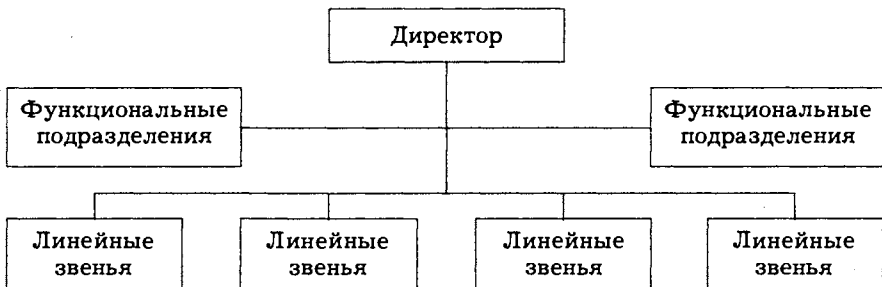 Директор
Функциональные
подразделения
Функциональные
подразделения
Линейные
звенья
Линейные
звенья
Линейные
звенья
Линейные
звенья